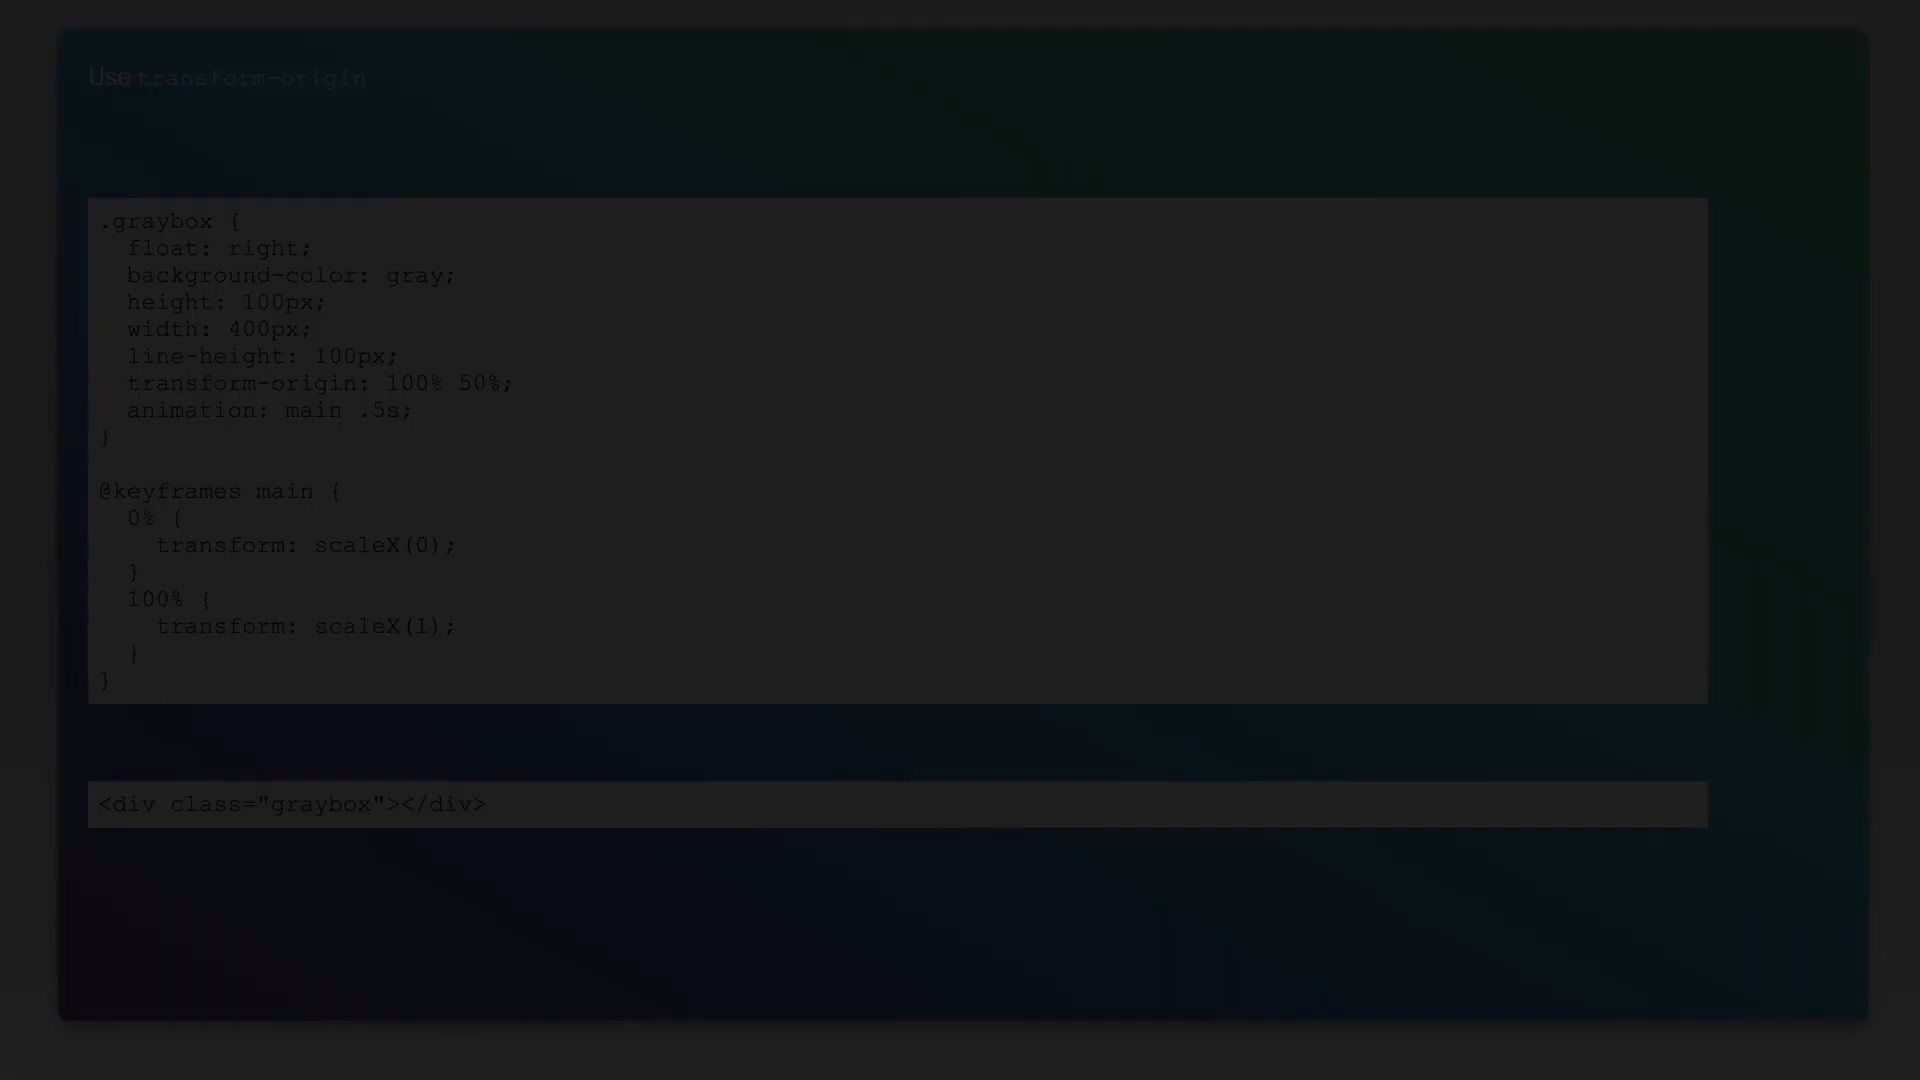 Use transform-origin
.graybox {
  float: right;
  background-color: gray;
  height: 100px;
  width: 400px;
  line-height: 100px;
  transform-origin: 100% 50%;
  animation: main .5s;
}

@keyframes main {
  0% {
    transform: scaleX(0);
  }
  100% {
    transform: scaleX(1);
  }
}
<div class="graybox"></div>